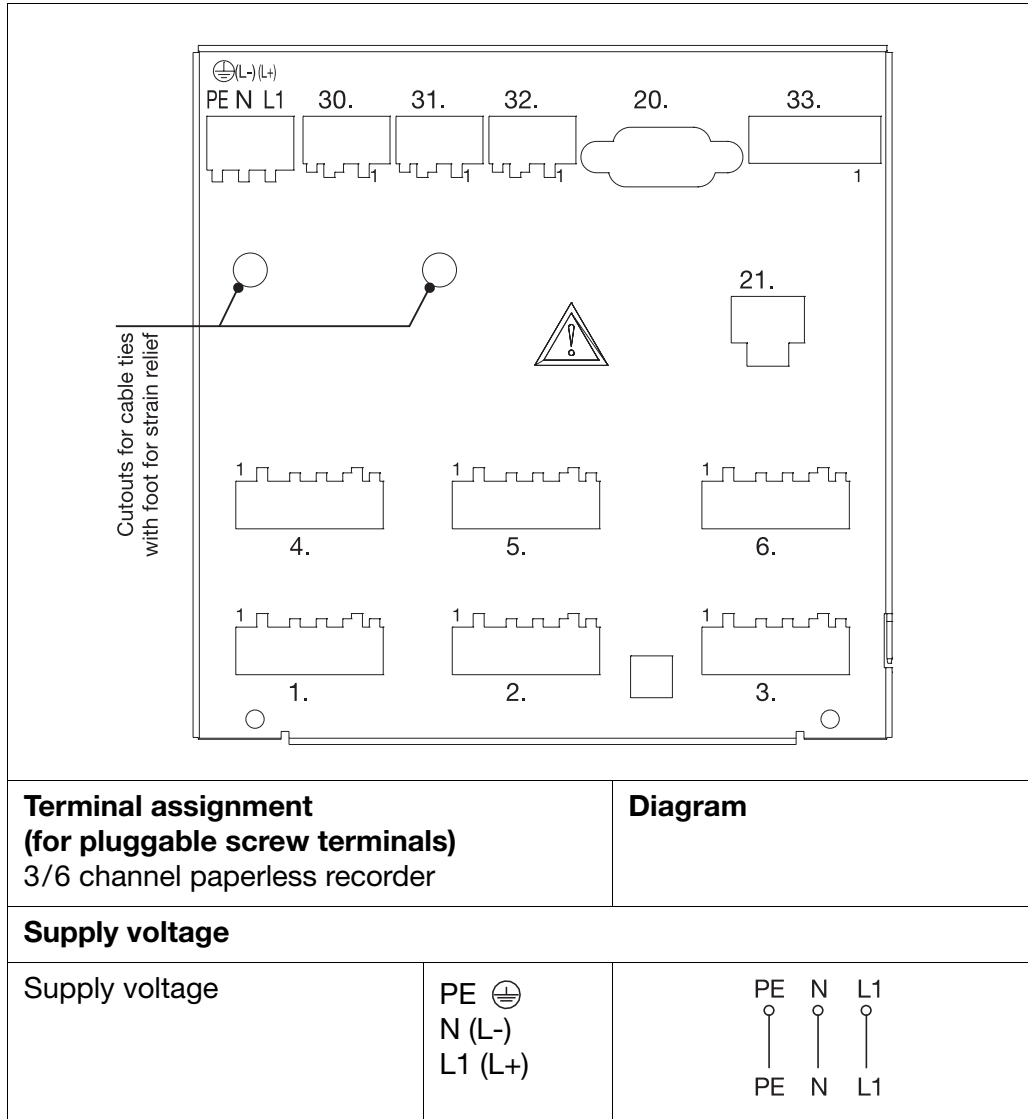 (L-) (L+)
PE N L1 30. 31. 32. 20. 33.
1 1 1 1
21.
Cutouts for cable ties
with foot for strain relief
1 1 1
4. 5. 6.
1 1 1
1. 2. 3.
Terminal assignment
(for pluggable screw terminals)
3/6 channel paperless recorder
Diagram
Supply voltage
Supply voltage
PE
N (L-)
L1 (L+)
PE N L1
PE N L1